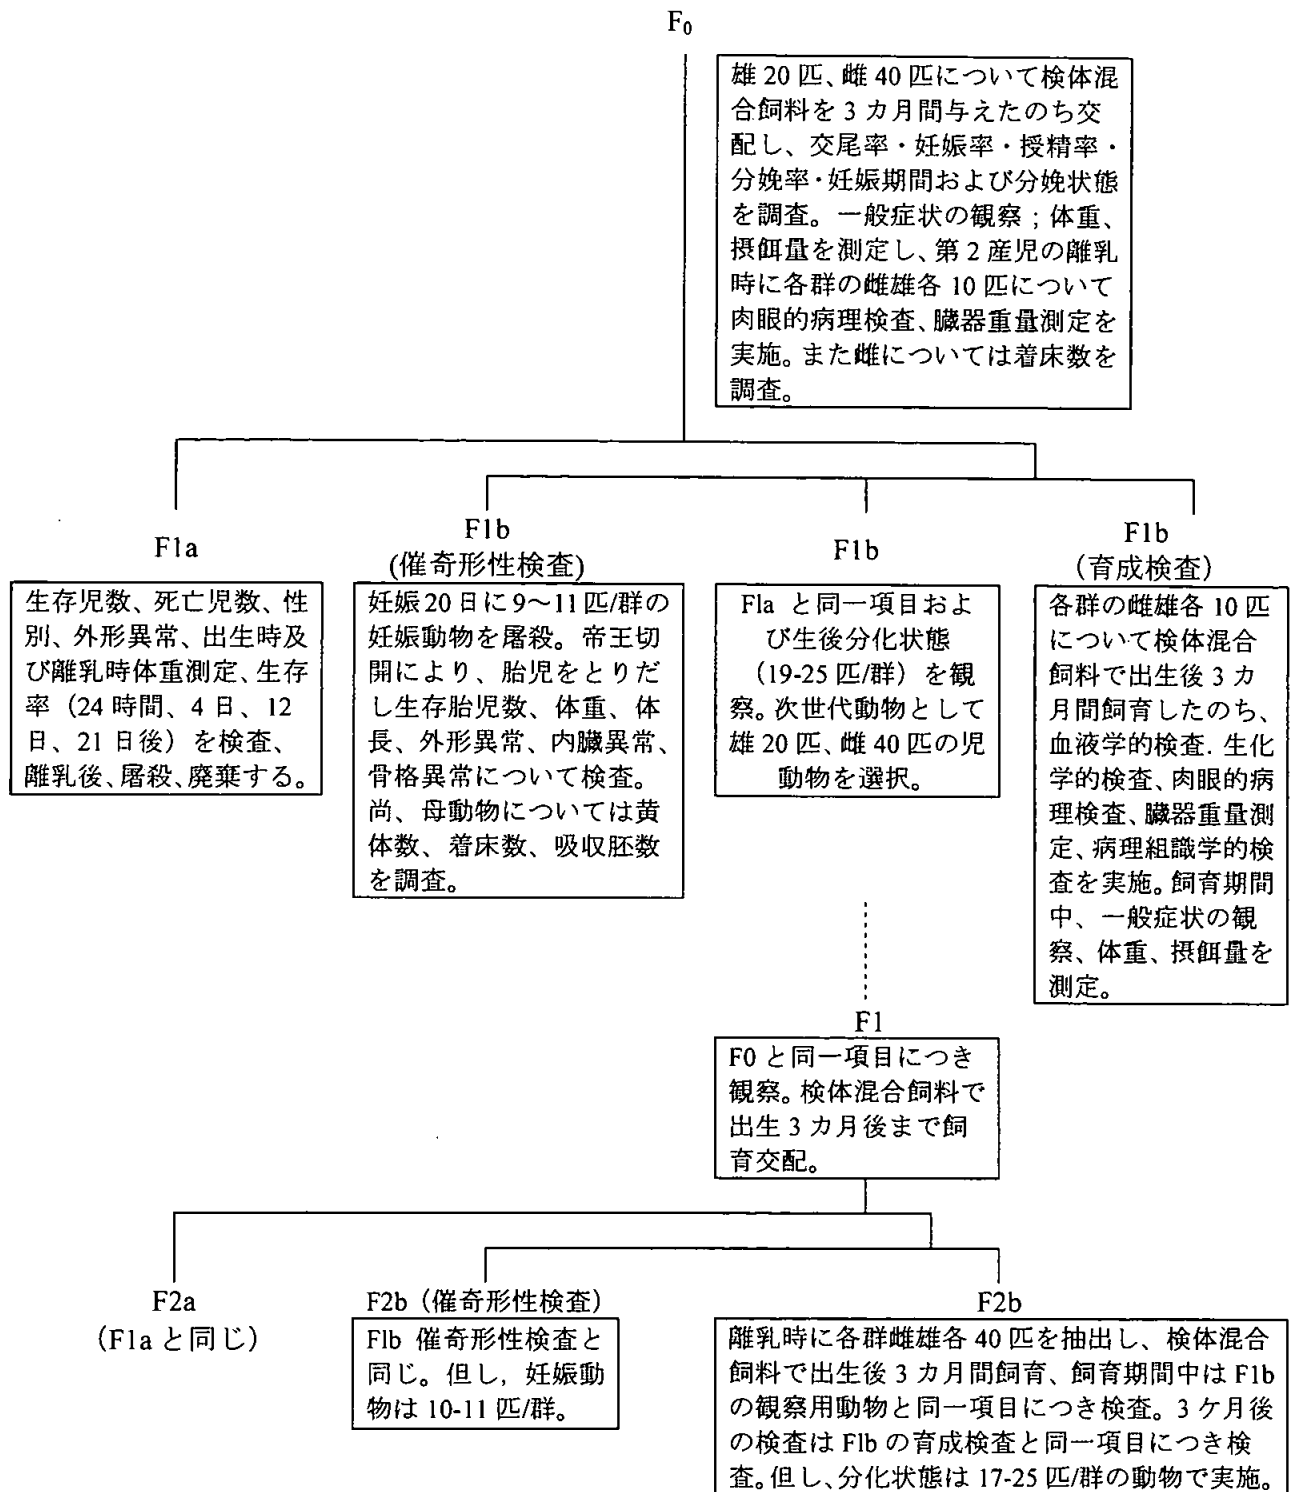 F0
雄 20 匹、雌 40 匹について検体混
合飼料を 3 カ月間与えたのち交
配し、交尾率・妊娠率・授精率・
分娩率・妊娠期間および分娩状態
を調査。一般症状の観察 ; 体重、
摂餌量を測定し、第 2 産児の離乳
時に各群の雌雄各 10 匹について
肉眼的病理検査、臓器重量測定を
実施。また雌については着床数を
調査。
F1a
生存児数、死亡児数、性
別、外形異常、出生時及
び離乳時体重測定、生存
率（24 時間、4 日、12
日、21 日後）を検査、
離乳後、屠殺、廃棄する。
F1b
(催奇形性検査)
妊娠 20 日に 9〜11 匹/群の
妊娠動物を屠殺。帝王切
開により、胎児をとりだ
し生存胎児数、体重、体
長、外形異常、内臓異常、
骨格異常について検査。
尚、母動物については黄
体数、着床数、吸収胚数
を調査。
F1b
Fla と同一項目およ
び生後分化状態
（19-25 匹/群）を観
察。次世代動物として
雄 20 匹、雌 40 匹の児
動物を選択。
F1b
（育成検査）
各群の雌雄各 10 匹
について検体混合
飼料で出生後 3 カ
月間飼育したのち、
血液学的検査. 生化
学的検査、肉眼的病
理検査、臓器重量測
定、病理組織学的検
査を実施。飼育期間
中、一般症状の観
察、体重、摂餌量を
測定。
F1
F0 と同一項目につき
観察。検体混合飼料で
出生 3 カ月後まで飼
育交配。
F2a
（F1a と同じ）
F2b（催奇形性検査）
Flb 催奇形性検査と
同じ。但し, 妊娠動
物は 10-11 匹/群。
F2b
離乳時に各群雌雄各 40 匹を抽出し、検体混合
飼料で出生後 3 カ月間飼育、飼育期間中は F1b
の観察用動物と同一項目につき検査。3 ケ月後
の検査は Flb の育成検査と同一項目につき検
査。但し、分化状態は 17-25 匹/群の動物で実施。